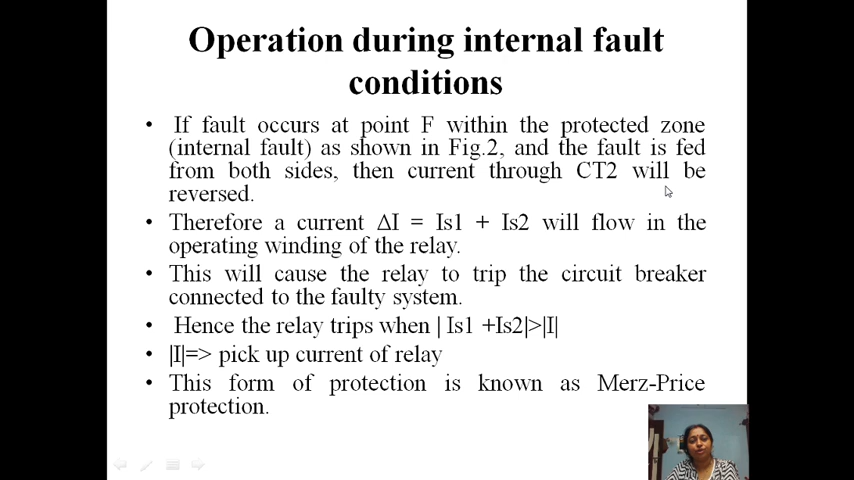 Operation during internal fault
conditions
• If fault occurs at point F within the protected zone
(internal fault) as shown in Fig.2, and the fault is fed
from both sides, then current through CT2 will be
reversed.
• Therefore a current ΔI = Is1 + Is2 will flow in the
operating winding of the relay.
• This will cause the relay to trip the circuit breaker
connected to the faulty system.
• Hence the relay trips when | Is1 +Is2|>|I|
• |I|=> pick up current of relay
• This form of protection is known as Merz-Price
protection.